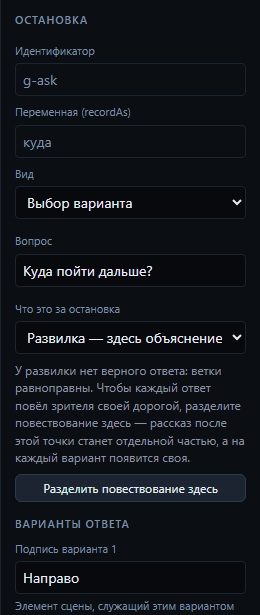 ОСТАНОВКА
Идентификатор
g-ask
Переменная (recordAs)
куда
Вид
Выбор варианта
Вопрос
Куда пойти дальше?
Что это за остановка
Развилка — здесь объяснение
У развилки нет верного ответа: ветки
равноправны. Чтобы каждый ответ
повёл зрителя своей дорогой, разделите
повествование здесь — рассказ после
этой точки станет отдельной частью, а на
каждый вариант появится своя.
Разделить повествование здесь
ВАРИАНТЫ ОТВЕТА
Подпись варианта 1
Направо
Элемент сцены, служащий этим вариантом